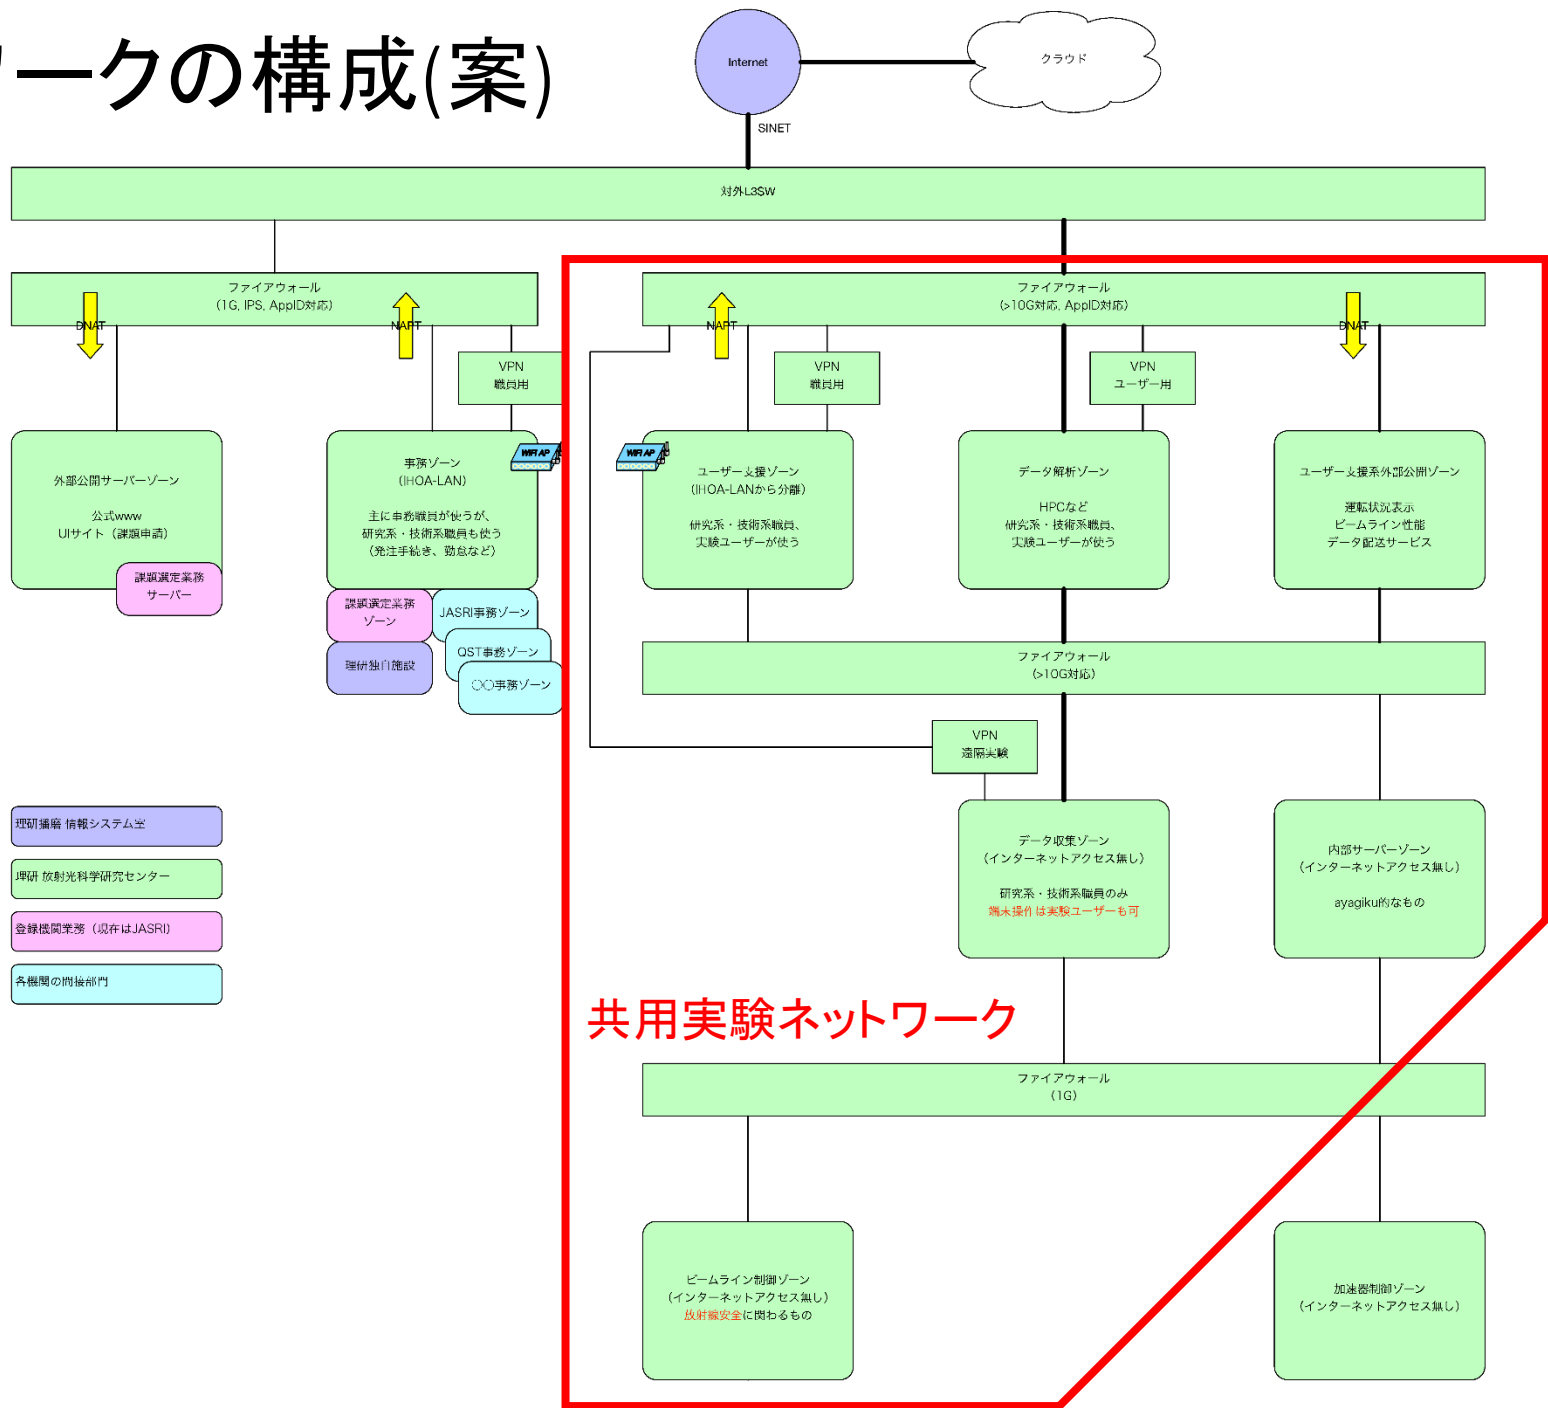 ワークの構成(案)
Internet
クラウド
SINET
対外L3SW
ファイアウォール
(1G, IPS, AppID対応)
DNAT
NAPT
VPN
職員用
ファイアウォール
(>10G対応, AppID対応)
NAPT
DNAT
VPN
職員用
VPN
ユーザー用
外部公開サーバーゾーン
公式www
UIサイト（課題申請）
課題選定業務
サーバー
WIFI AP
事務ゾーン
(IHOA-LAN)
主に事務職員が使うが、
研究系・技術系職員も使う
（発注手続き、勤怠など）
課題選定業務
ゾーン
JASRI事務ゾーン
理研独自施設
QST事務ゾーン
○○事務ゾーン
WIFI AP
ユーザー支援ゾーン
(IHOA-LANから分離)
研究系・技術系職員、
実験ユーザーが使う
データ解析ゾーン
HPCなど
研究系・技術系職員、
実験ユーザーが使う
ユーザー支援系外部公開ゾーン
運転状況表示
ビームライン性能
データ配送サービス
ファイアウォール
(>10G対応)
VPN
遠隔実験
データ収集ゾーン
（インターネットアクセス無し）
研究系・技術系職員のみ
端末操作は実験ユーザーも可
内部サーバーゾーン
（インターネットアクセス無し）
ayagiku的なもの
理研播磨 情報システム室
理研 放射光科学研究センター
登録機関業務（現在はJASRI）
各機関の間接部門
共用実験ネットワーク
ファイアウォール
（1G）
ビームライン制御ゾーン
（インターネットアクセス無し）
放射線安全に関わるもの
加速器制御ゾーン
（インターネットアクセス無し）